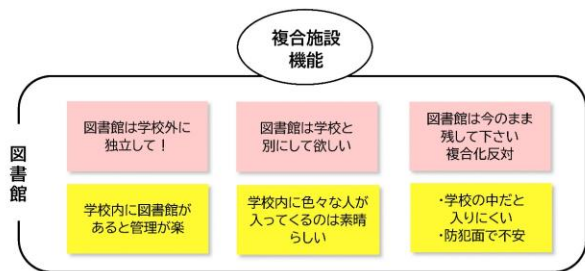 複合施設
機能
図書館
図書館は学校外に
独立して！
図書館は学校と
別にして欲しい
図書館は今のまま
残して下さい
複合化反対
学校内に図書館が
あると管理が楽
学校内に色々な人が
入ってくるのは素晴
らしい
・学校の中だと
入りにくい
・防犯面で不安